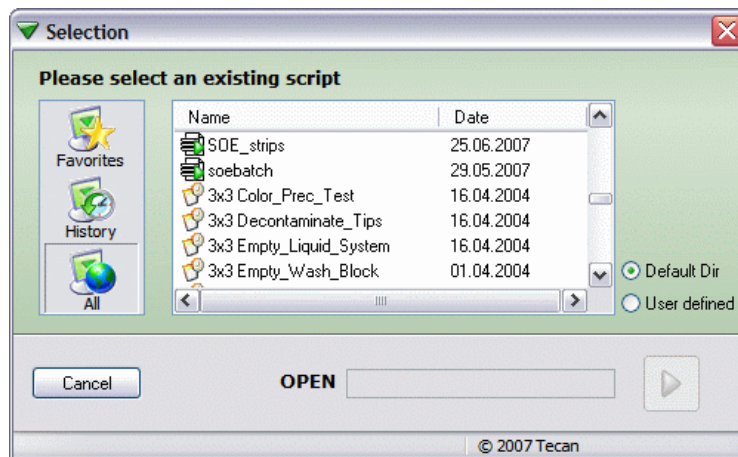 Selection
Please select an existing script
Favorites
History
All
Name Date
SOE_strips 25.06.2007
soebatch 29.05.2007
3x3 Color_Prec_Test 16.04.2004
3x3 Decontaminate_Tips 16.04.2004
3x3 Empty_Liquid_System 16.04.2004
3x3 Empty_Wash_Block 01.04.2004
Default Dir
User defined
Cancel
OPEN
© 2007 Tecan